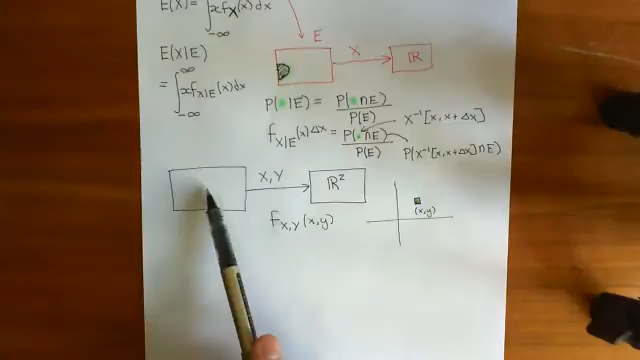 E(X) = ∫_{-∞} x f_X(x) dx
E(X|E)
= ∫_{-∞}^{∞} x f_{X|E}(x) dx
E
X
ℝ
P(•|E) = P(•∩E) / P(E)
f_{X|E}(x) Δx = P(•∩E) / P(E)
X⁻¹[x, x+Δx]
P(X⁻¹[x, x+Δx] ∩ E)
X, Y
ℝ²
f_{X,Y}(x,y)
(x,y)